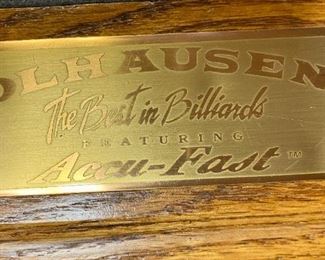 OLHAUSEN
The Best in Billiards
FEATURING
Accu-Fast™